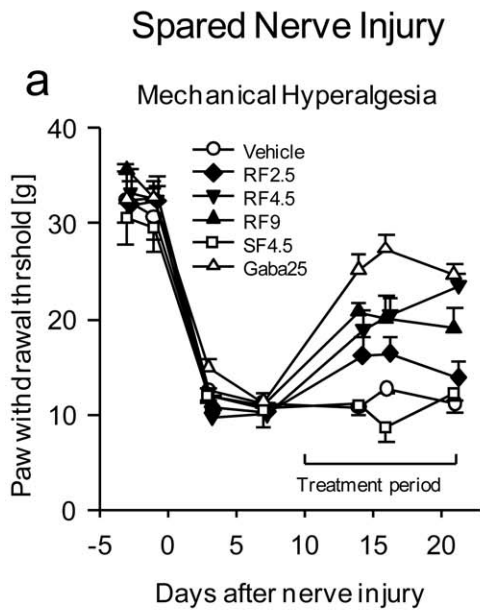 Spared Nerve Injury
a
Mechanical Hyperalgesia
Paw withdrawal thrshold [g]
40
30
20
10
0
Vehicle
RF2.5
RF4.5
RF9
SF4.5
Gaba25
Treatment period
-5 0 5 10 15 20
Days after nerve injury